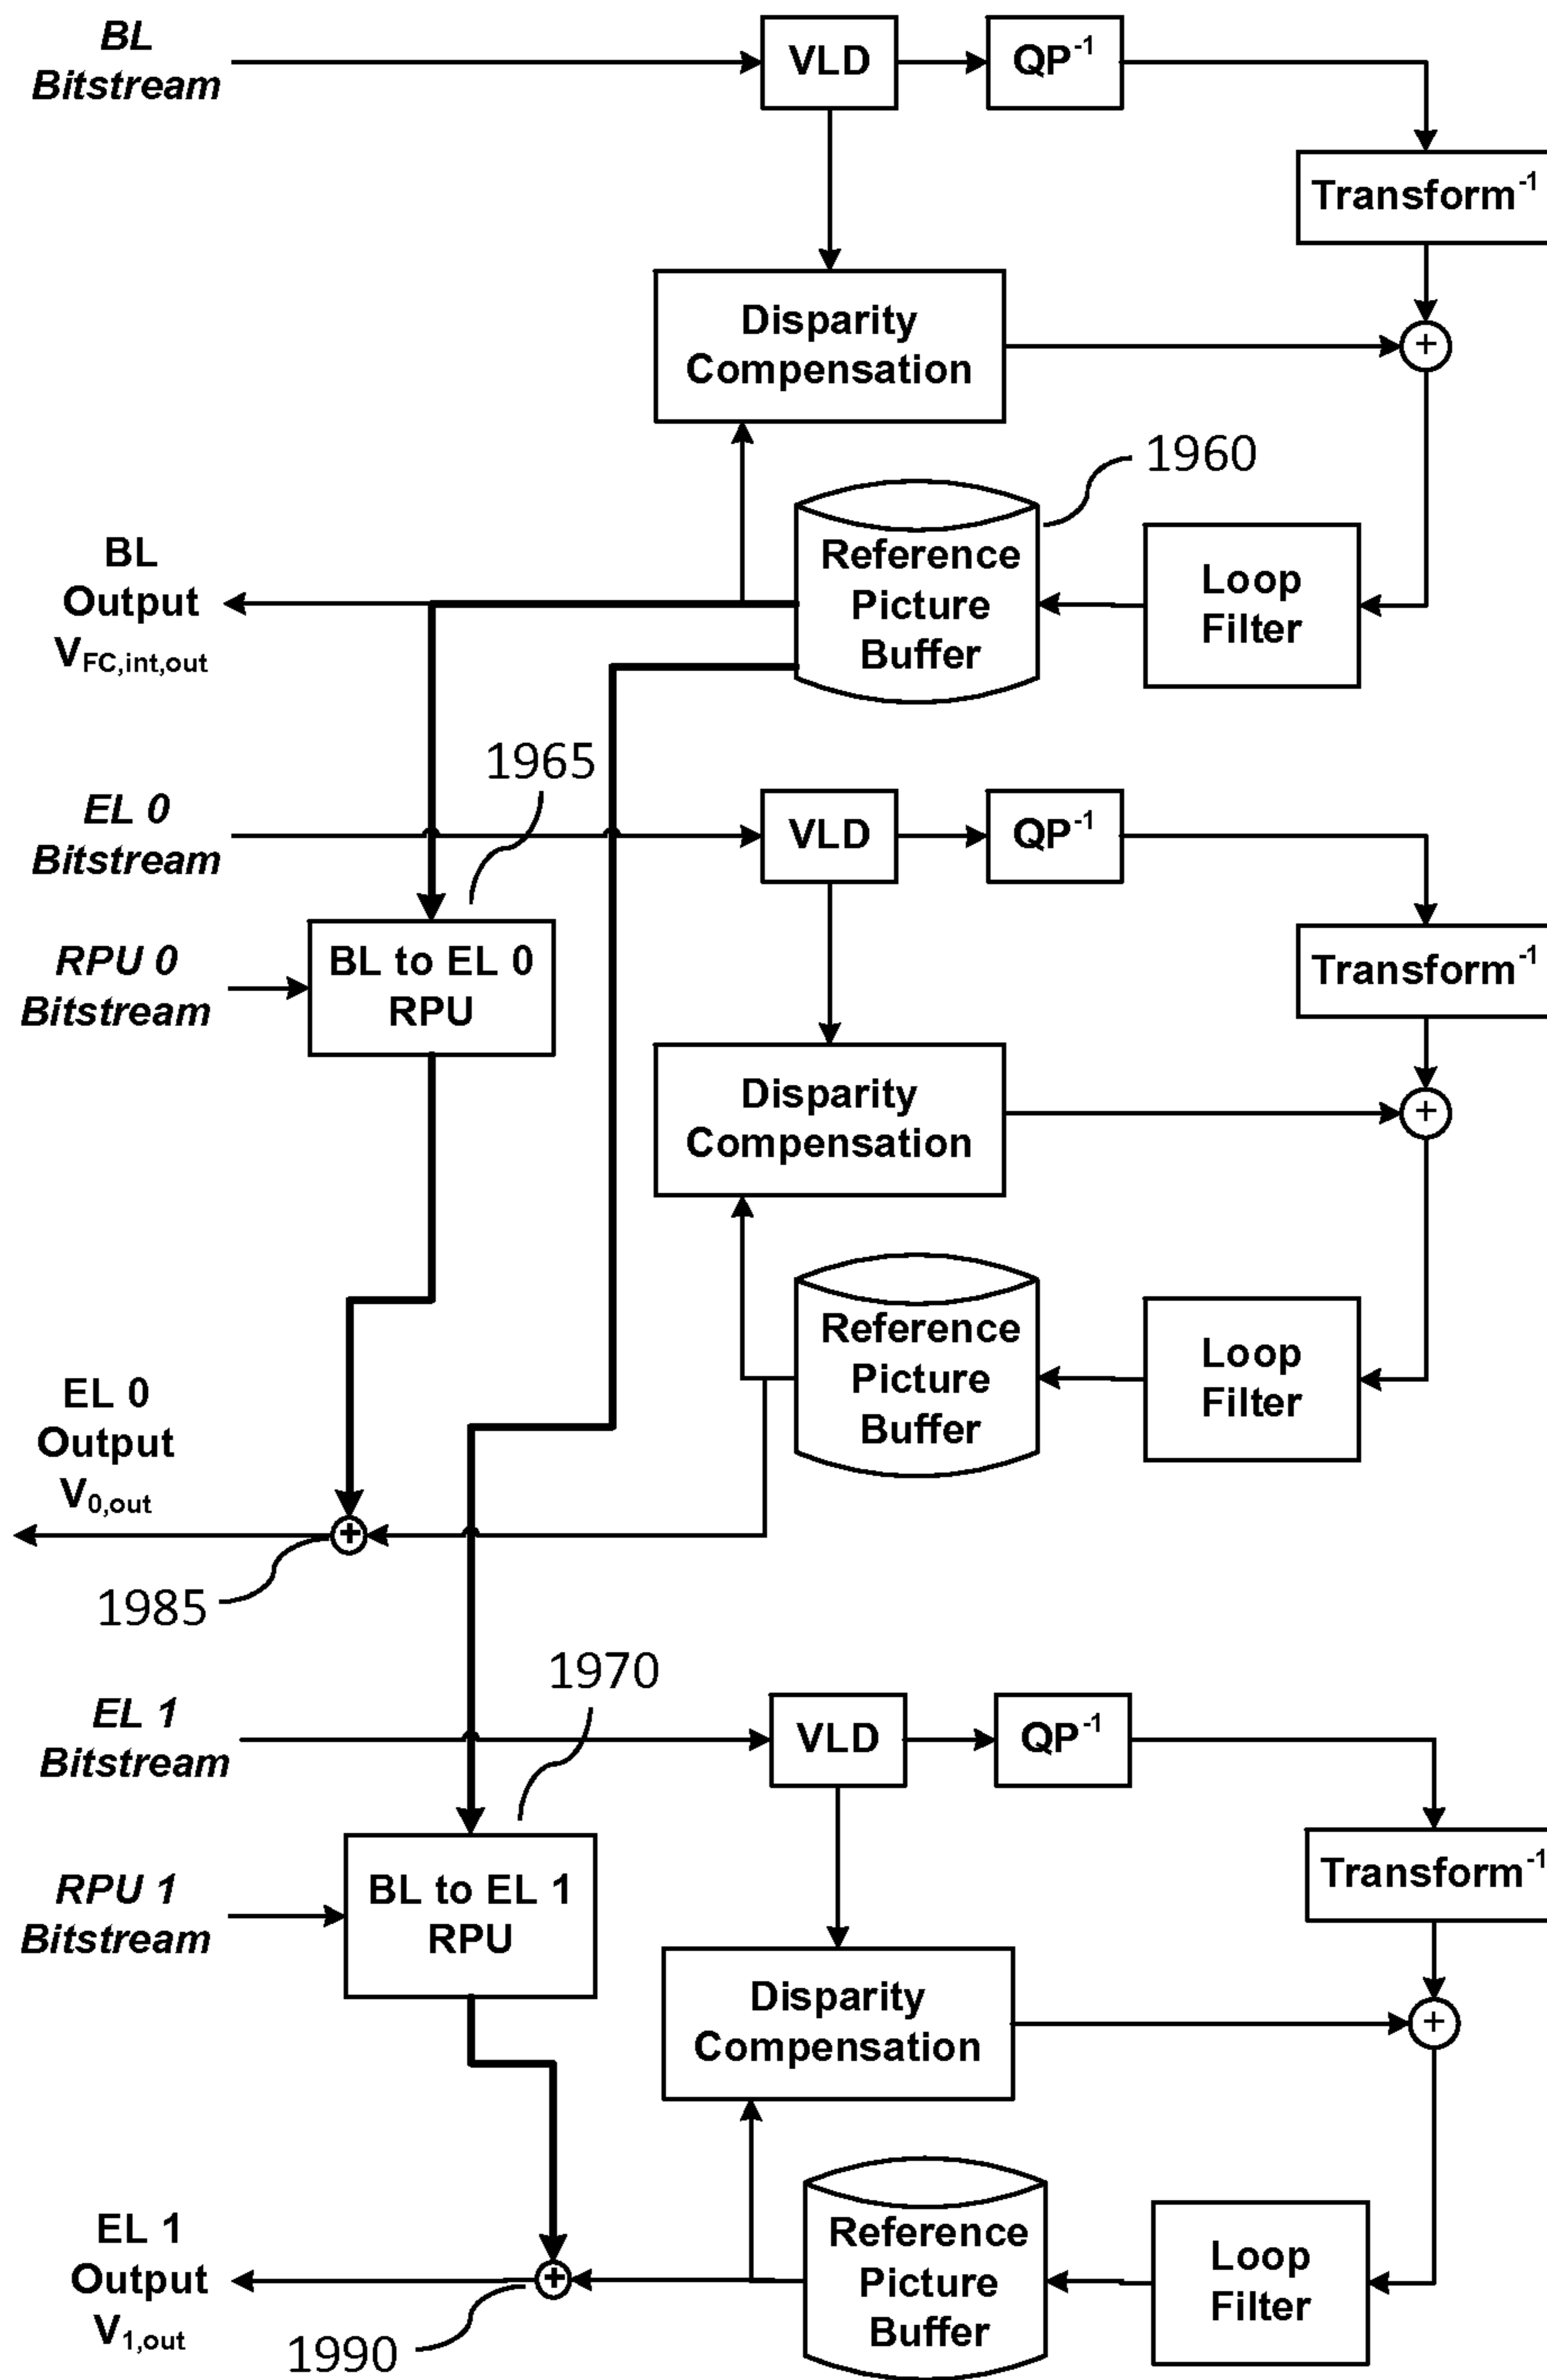 BL
Bitstream
VLD
QP-1
Transform-1
Disparity
Compensation
+
1960
BL
Output
VFC,int,out
Reference
Picture
Buffer
Loop
Filter
1965
EL 0
Bitstream
VLD
QP-1
RPU 0
Bitstream
BL to EL 0
RPU
Transform-1
Disparity
Compensation
+
Reference
Picture
Buffer
Loop
Filter
EL 0
Output
V0,out
+
1985
1970
EL 1
Bitstream
VLD
QP-1
RPU 1
Bitstream
BL to EL 1
RPU
Transform-1
Disparity
Compensation
+
EL 1
Output
V1,out
+
Reference
Picture
Buffer
Loop
Filter
1990